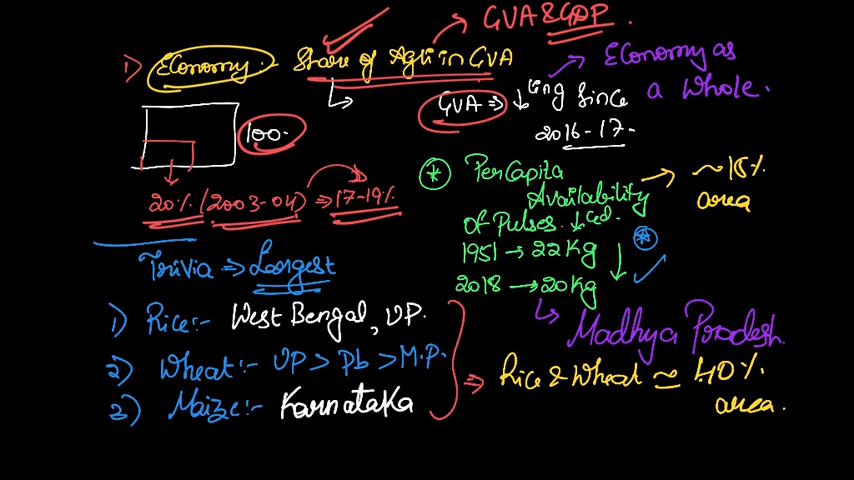 GVA & GDP.
1) Economy. Share of Agri in GVA
Economy as
a Whole.
GVA ⇒ ↓ing Since
2016-17-
100-
20% (2003-04) ⇒ 17-19%
* Per Capita
Availability
of Pulses. ↓ced.
1951 → 22 Kg
2018 → 20 Kg
→ ~18%
area
*
Madhya Pradesh.
Trivia ⇒ Largest
1) Rice:- West Bengal, UP.
2) Wheat:- UP > Pb > M.P.
3) Maize:- Karnataka
⇒ Rice & Wheat ≃ 40%
area.